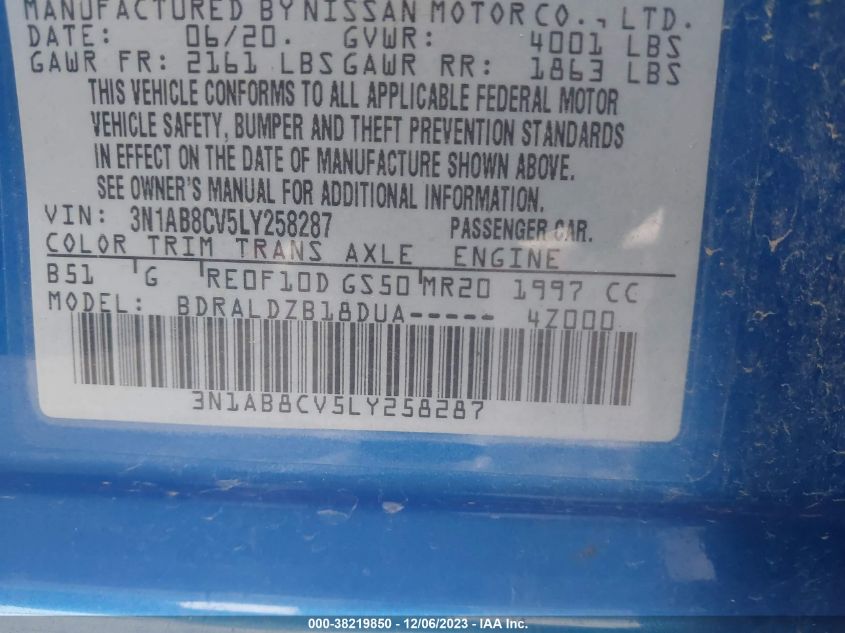 MANUFACTURED BY NISSAN MOTOR CO., LTD.
DATE: 06/20. GVWR: 4001 LBS
GAWR FR: 2161 LBS GAWR RR: 1863 LBS
THIS VEHICLE CONFORMS TO ALL APPLICABLE FEDERAL MOTOR
VEHICLE SAFETY, BUMPER AND THEFT PREVENTION STANDARDS
IN EFFECT ON THE DATE OF MANUFACTURE SHOWN ABOVE.
SEE OWNER'S MANUAL FOR ADDITIONAL INFORMATION.
VIN: 3N1AB8CV5LY258287 PASSENGER CAR.
COLOR TRIM TRANS AXLE ENGINE
B51 G RE0F10D GS50 MR20 1997 CC
MODEL: BDRALDZB18DUA----- 4Z000
3N1AB8CV5LY258287
000-38219850 - 12/06/2023 - IAA Inc.